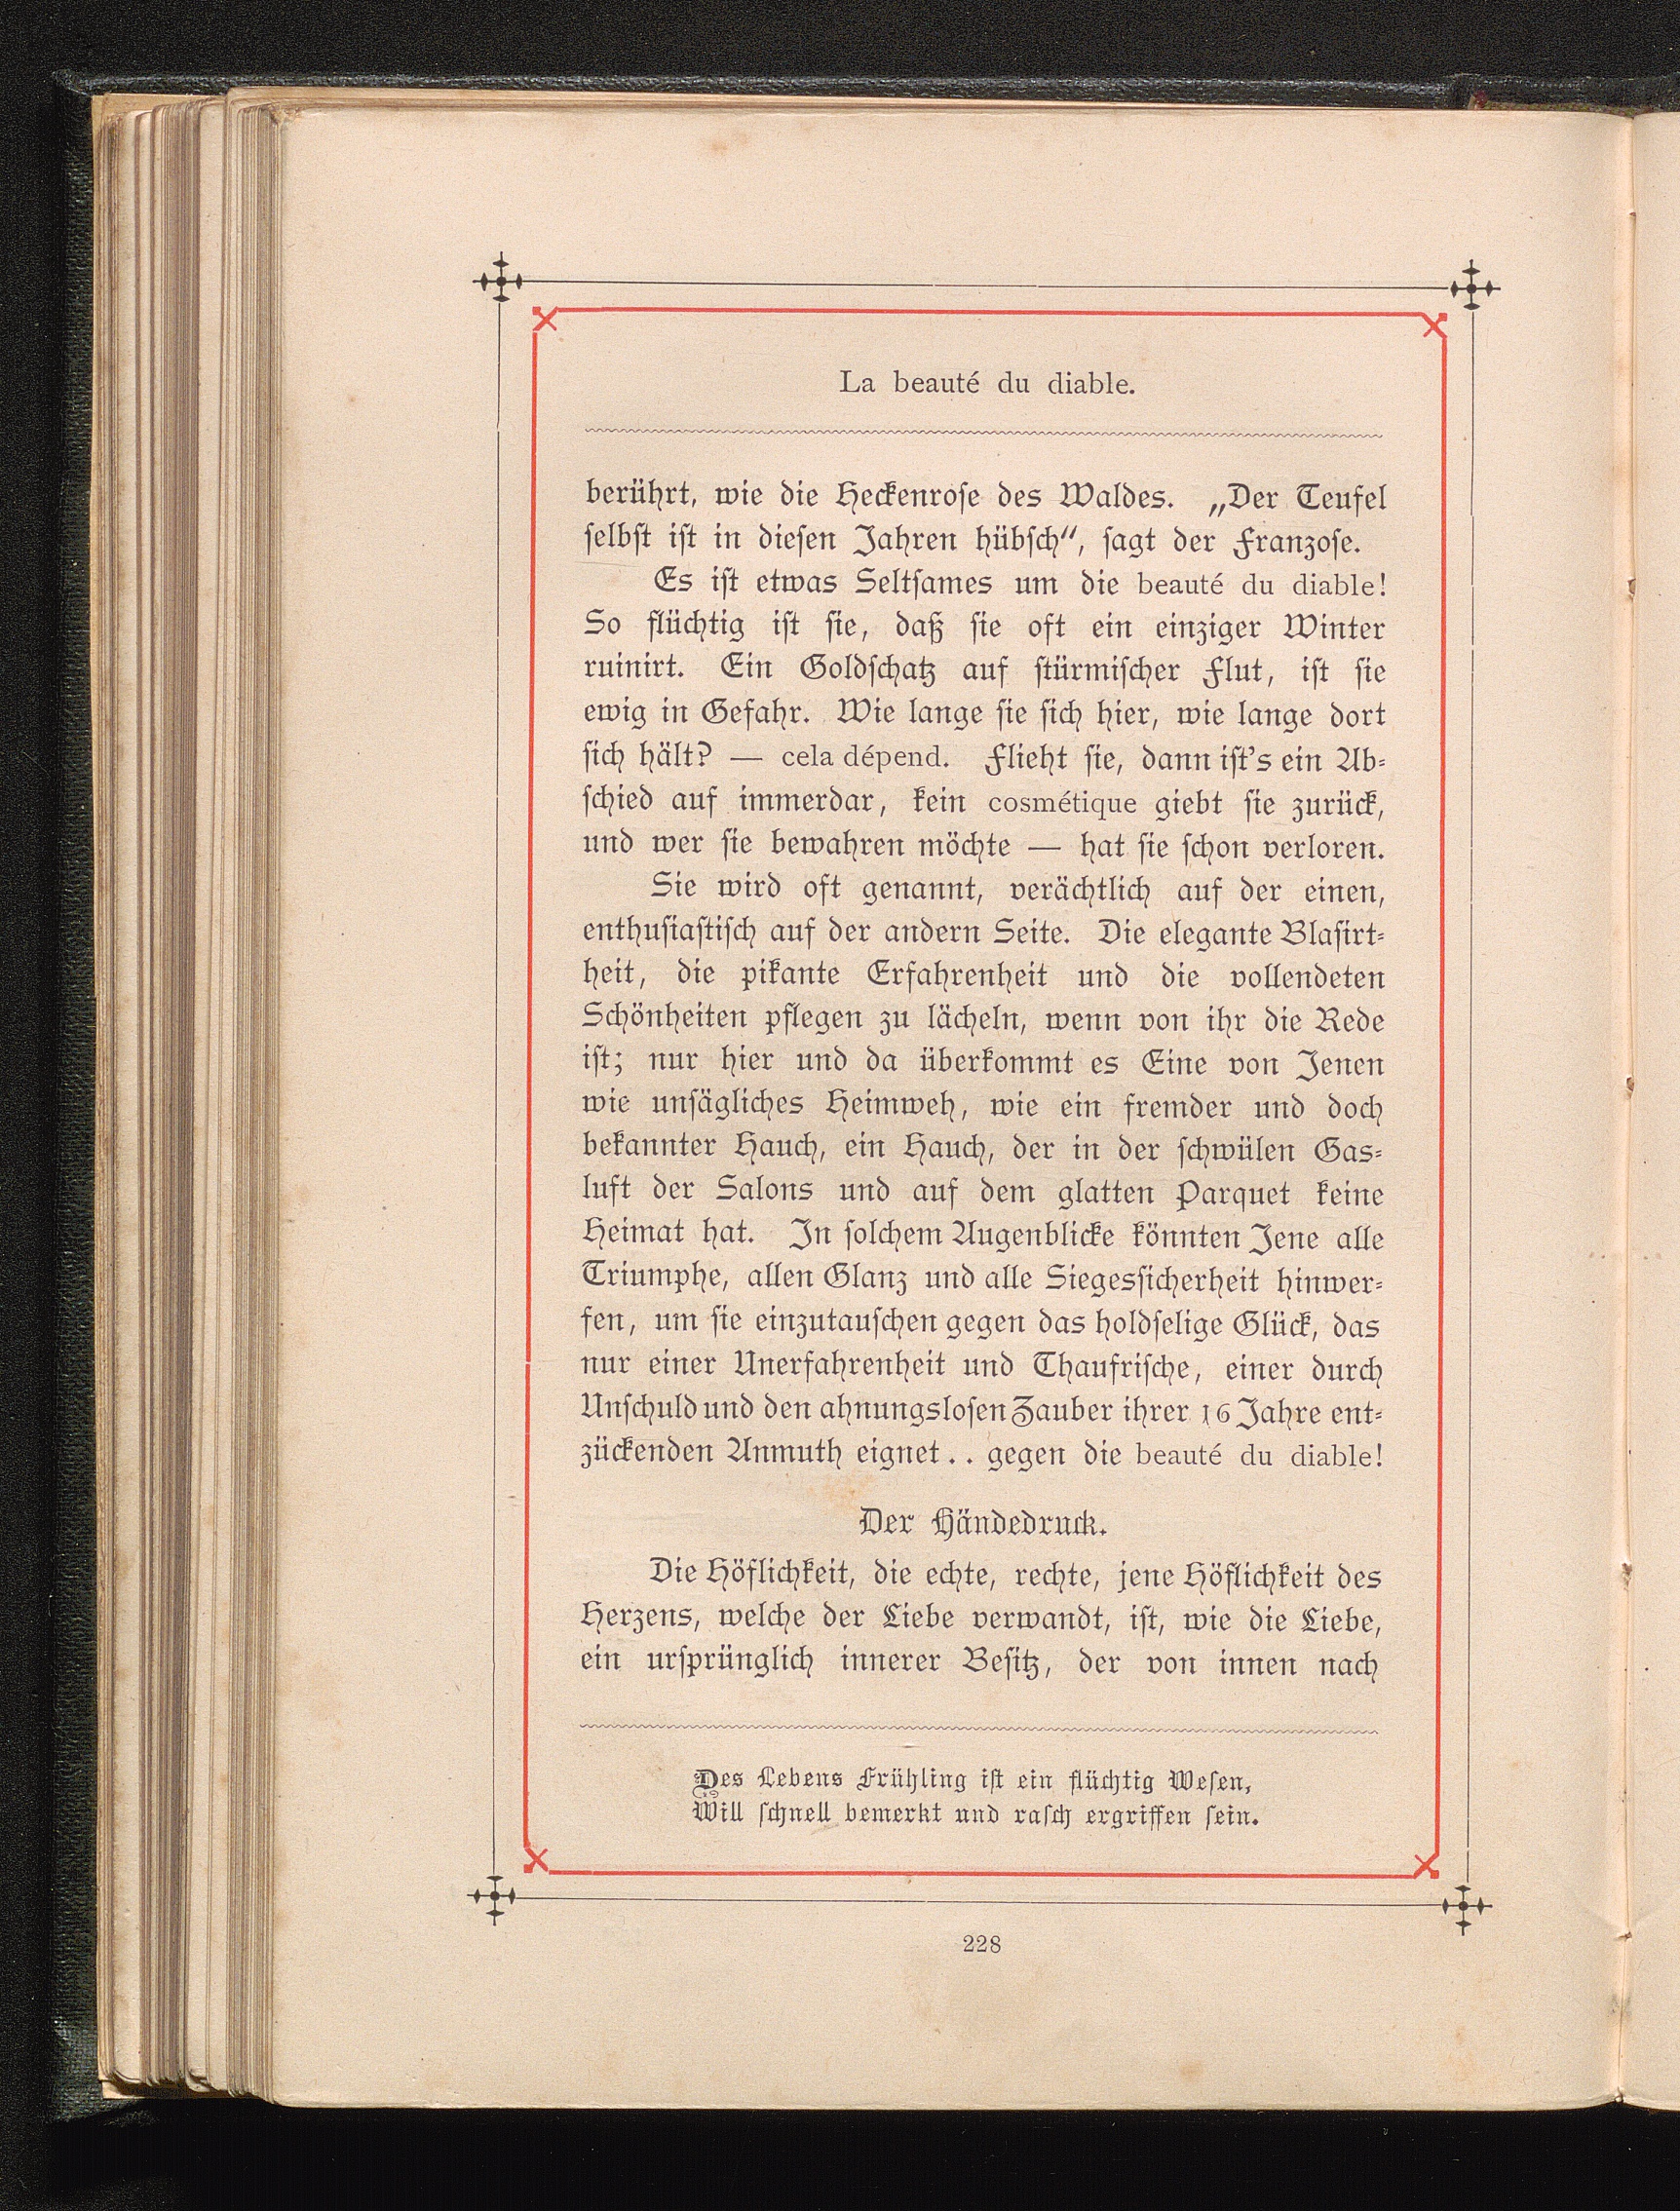 La beauté du diable.
berührt, wie die Heckenrose des Waldes. „Der Teufel
selbst ist in diesen Jahren hübsch“, sagt der Franzose.
Es ist etwas Seltsames um die beauté du diable!
So flüchtig ist sie, daß sie oft ein einziger Winter
ruinirt. Ein Goldschatz auf stürmischer Flut, ist sie
ewig in Gefahr. Wie lange sie sich hier, wie lange dort
sich hält? — cela dépend. Flieht sie, dann ist's ein Ab-
schied auf immerdar, kein cosmétique giebt sie zurück,
und wer sie bewahren möchte — hat sie schon verloren.
Sie wird oft genannt, verächtlich auf der einen,
enthusiastisch auf der andern Seite. Die elegante Blasirt-
heit, die pikante Erfahrenheit und die vollendeten
Schönheiten pflegen zu lächeln, wenn von ihr die Rede
ist; nur hier und da überkommt es Eine von Jenen
wie unsägliches Heimweh, wie ein fremder und doch
bekannter Hauch, ein Hauch, der in der schwülen Gas-
luft der Salons und auf dem glatten Parquet keine
Heimat hat. In solchem Augenblicke könnten Jene alle
Triumphe, allen Glanz und alle Siegessicherheit hinwer-
fen, um sie einzutauschen gegen das holdselige Glück, das
nur einer Unerfahrenheit und Thaufrische, einer durch
Unschuld und den ahnungslosen Zauber ihrer 16 Jahre ent-
zückenden Anmuth eignet .. gegen die beauté du diable!
Der Händedruck.
Die Höflichkeit, die echte, rechte, jene Höflichkeit des
Herzens, welche der Liebe verwandt, ist, wie die Liebe,
ein ursprünglich innerer Besitz, der von innen nach
Des Lebens Frühling ist ein flüchtig Wesen,
Will schnell bemerkt und rasch ergriffen sein.
228